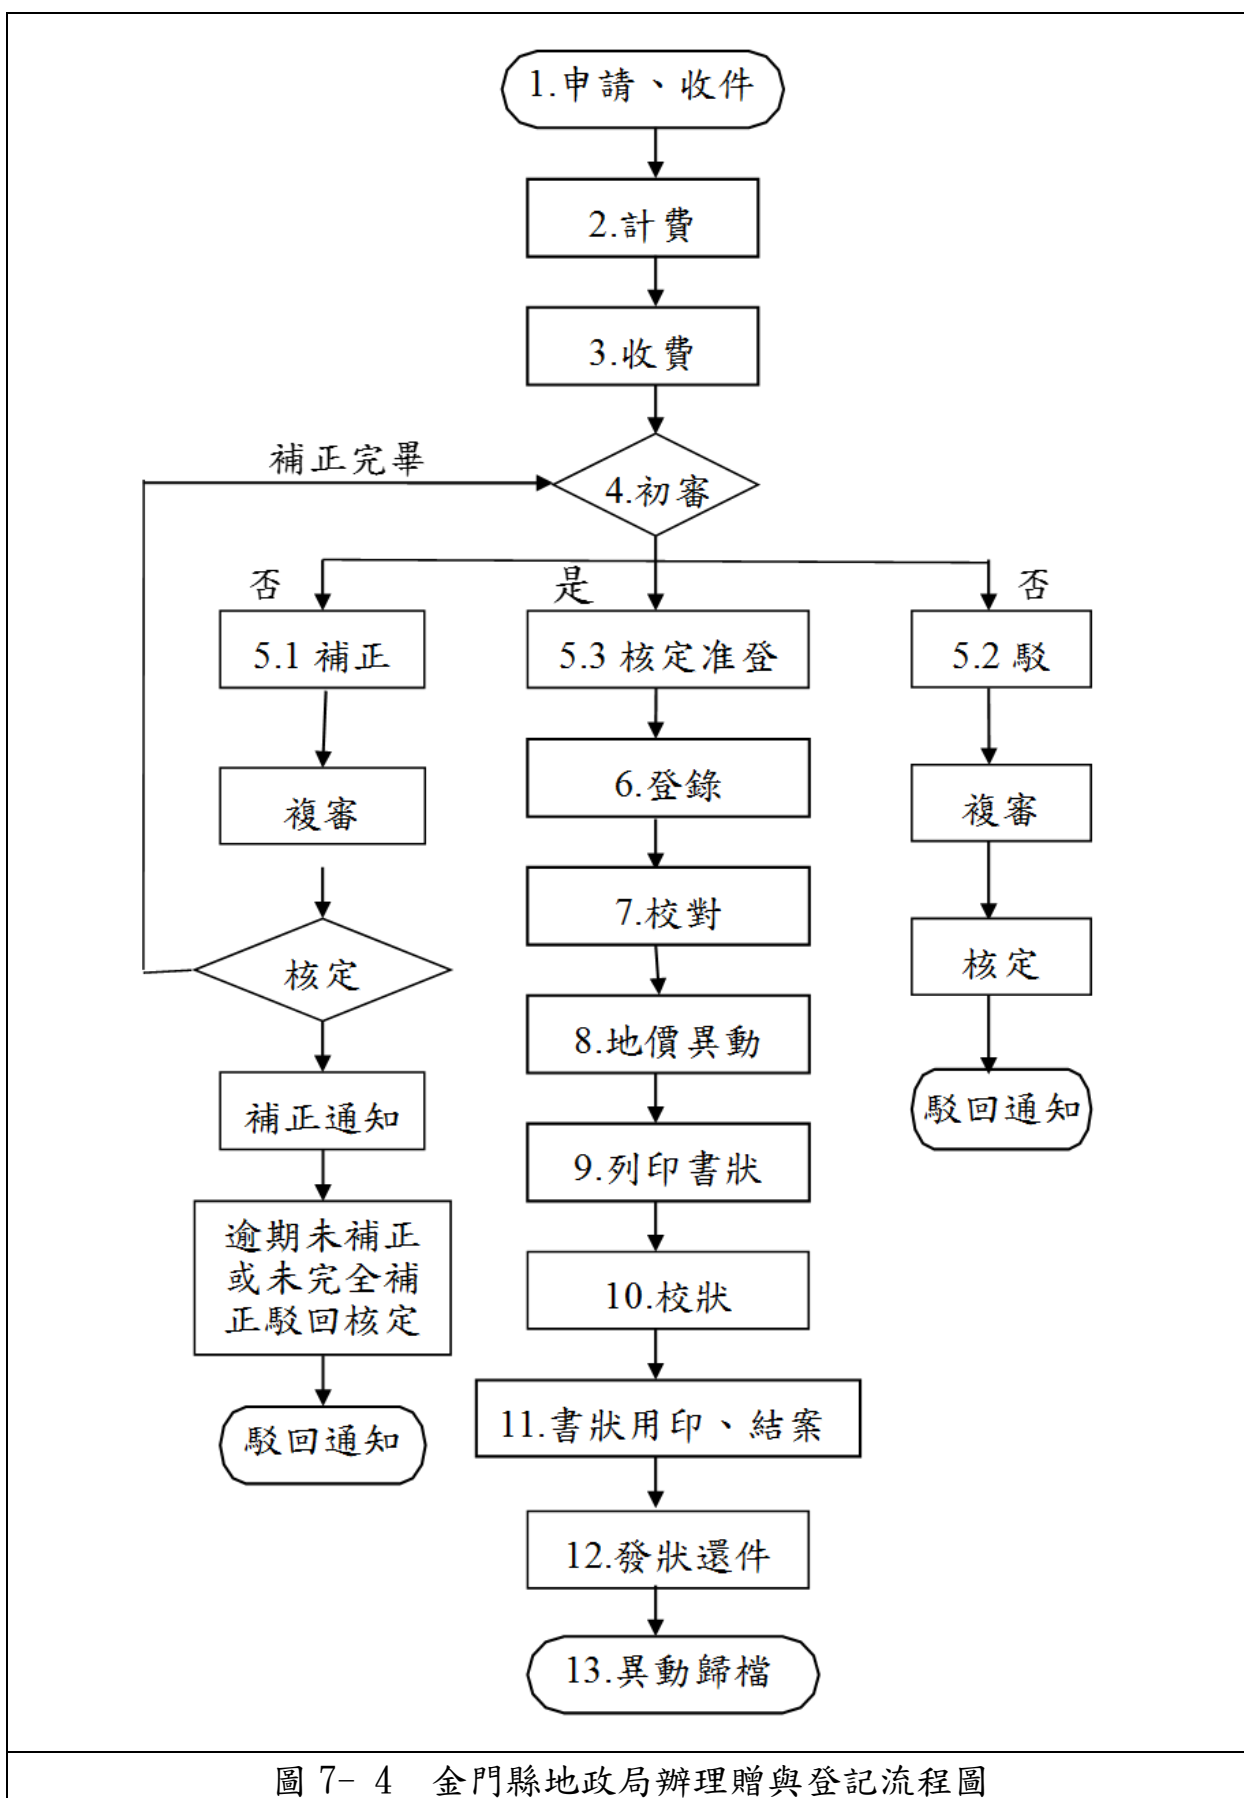 1.申請、收件
2.計費
3.收費
補正完畢
4.初審
否
是
否
5.1 補正
5.3 核定准登
5.2 駁
複審
6.登錄
複審
7.校對
核定
核定
8.地價異動
補正通知
駁回通知
9.列印書狀
逾期未補正
或未完全補
正駁回核定
10.校狀
11.書狀用印、結案
駁回通知
12.發狀還件
13.異動歸檔
圖 7- 4 金門縣地政局辦理贈與登記流程圖